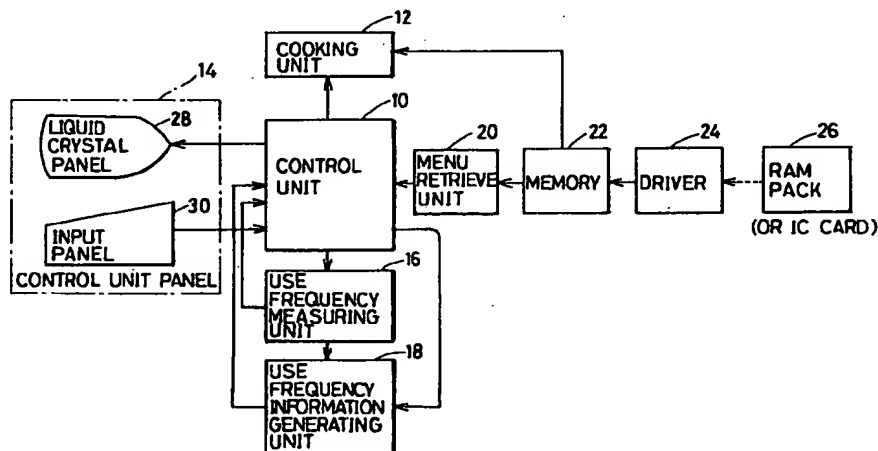 12
COOKING
UNIT
14
28
LIQUID
CRYSTAL
PANEL
10
CONTROL
UNIT
20
MENU
RETRIEVE
UNIT
22
MEMORY
24
DRIVER
26
RAM
PACK
(OR IC CARD)
30
INPUT
PANEL
CONTROL UNIT PANEL
16
USE
FREQUENCY
MEASURING
UNIT
18
USE
FREQUENCY
INFORMATION
GENERATING
UNIT